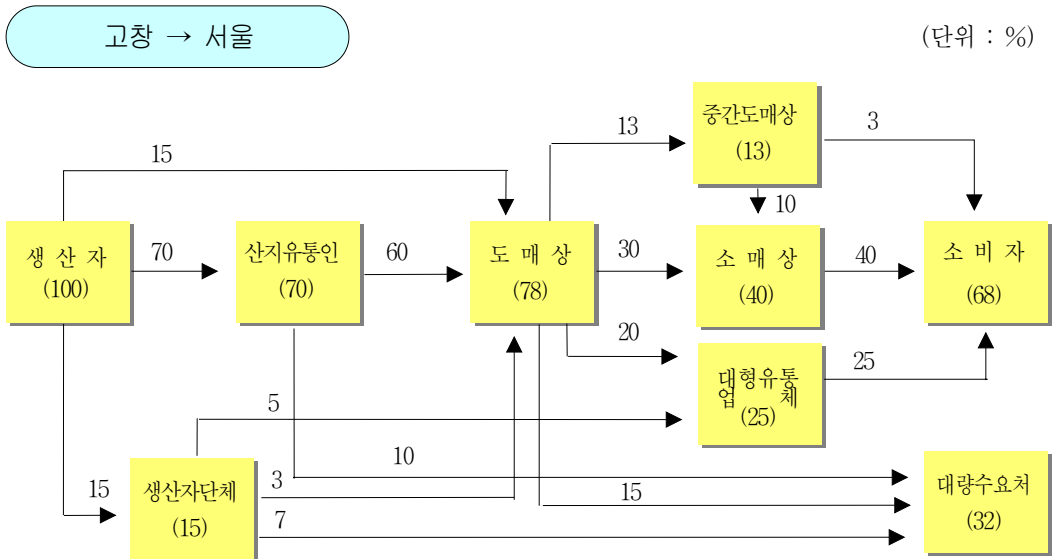 고창 → 서울
(단위 : %)
중간도매상
(13)
13
3
15
10
생 산 자
(100)
70
산지유통인
(70)
60
도 매 상
(78)
30
소 매 상
(40)
40
소 비 자
(68)
20
대형유통
업 체
(25)
25
5
10
15
생산자단체
(15)
3
7
15
대량수요처
(32)